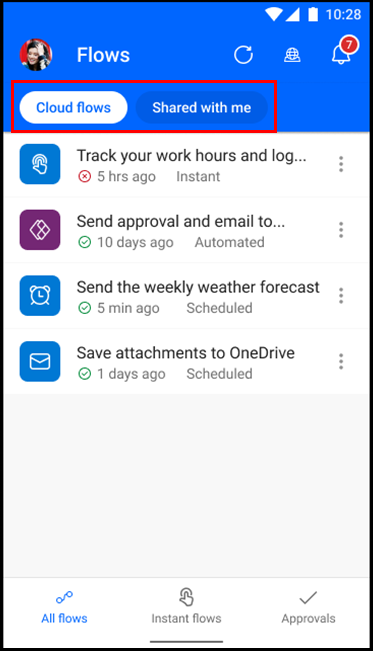 10:28
Flows
7
Cloud flows
Shared with me
Track your work hours and log...
5 hrs ago Instant
Send approval and email to...
10 days ago Automated
Send the weekly weather forecast
5 min ago Scheduled
Save attachments to OneDrive
1 days ago Scheduled
All flows
Instant flows
Approvals